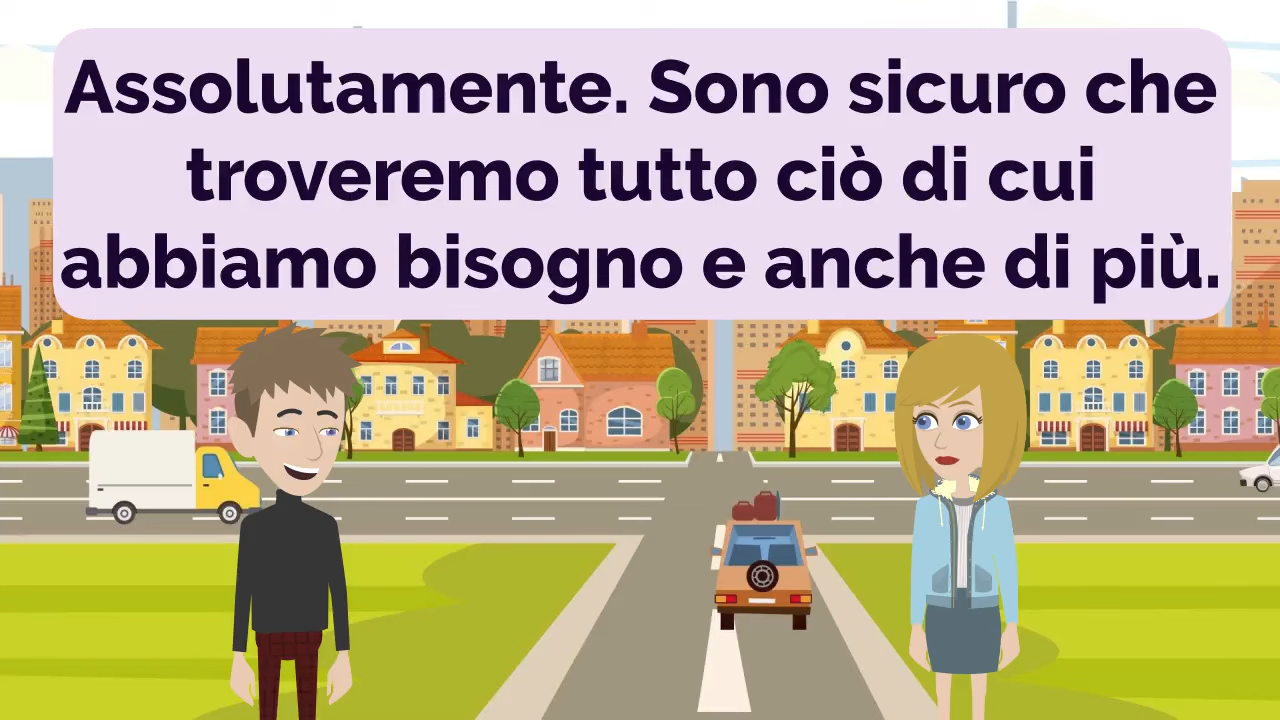 Assolutamente. Sono sicuro che
troveremo tutto ciò di cui
abbiamo bisogno e anche di più.